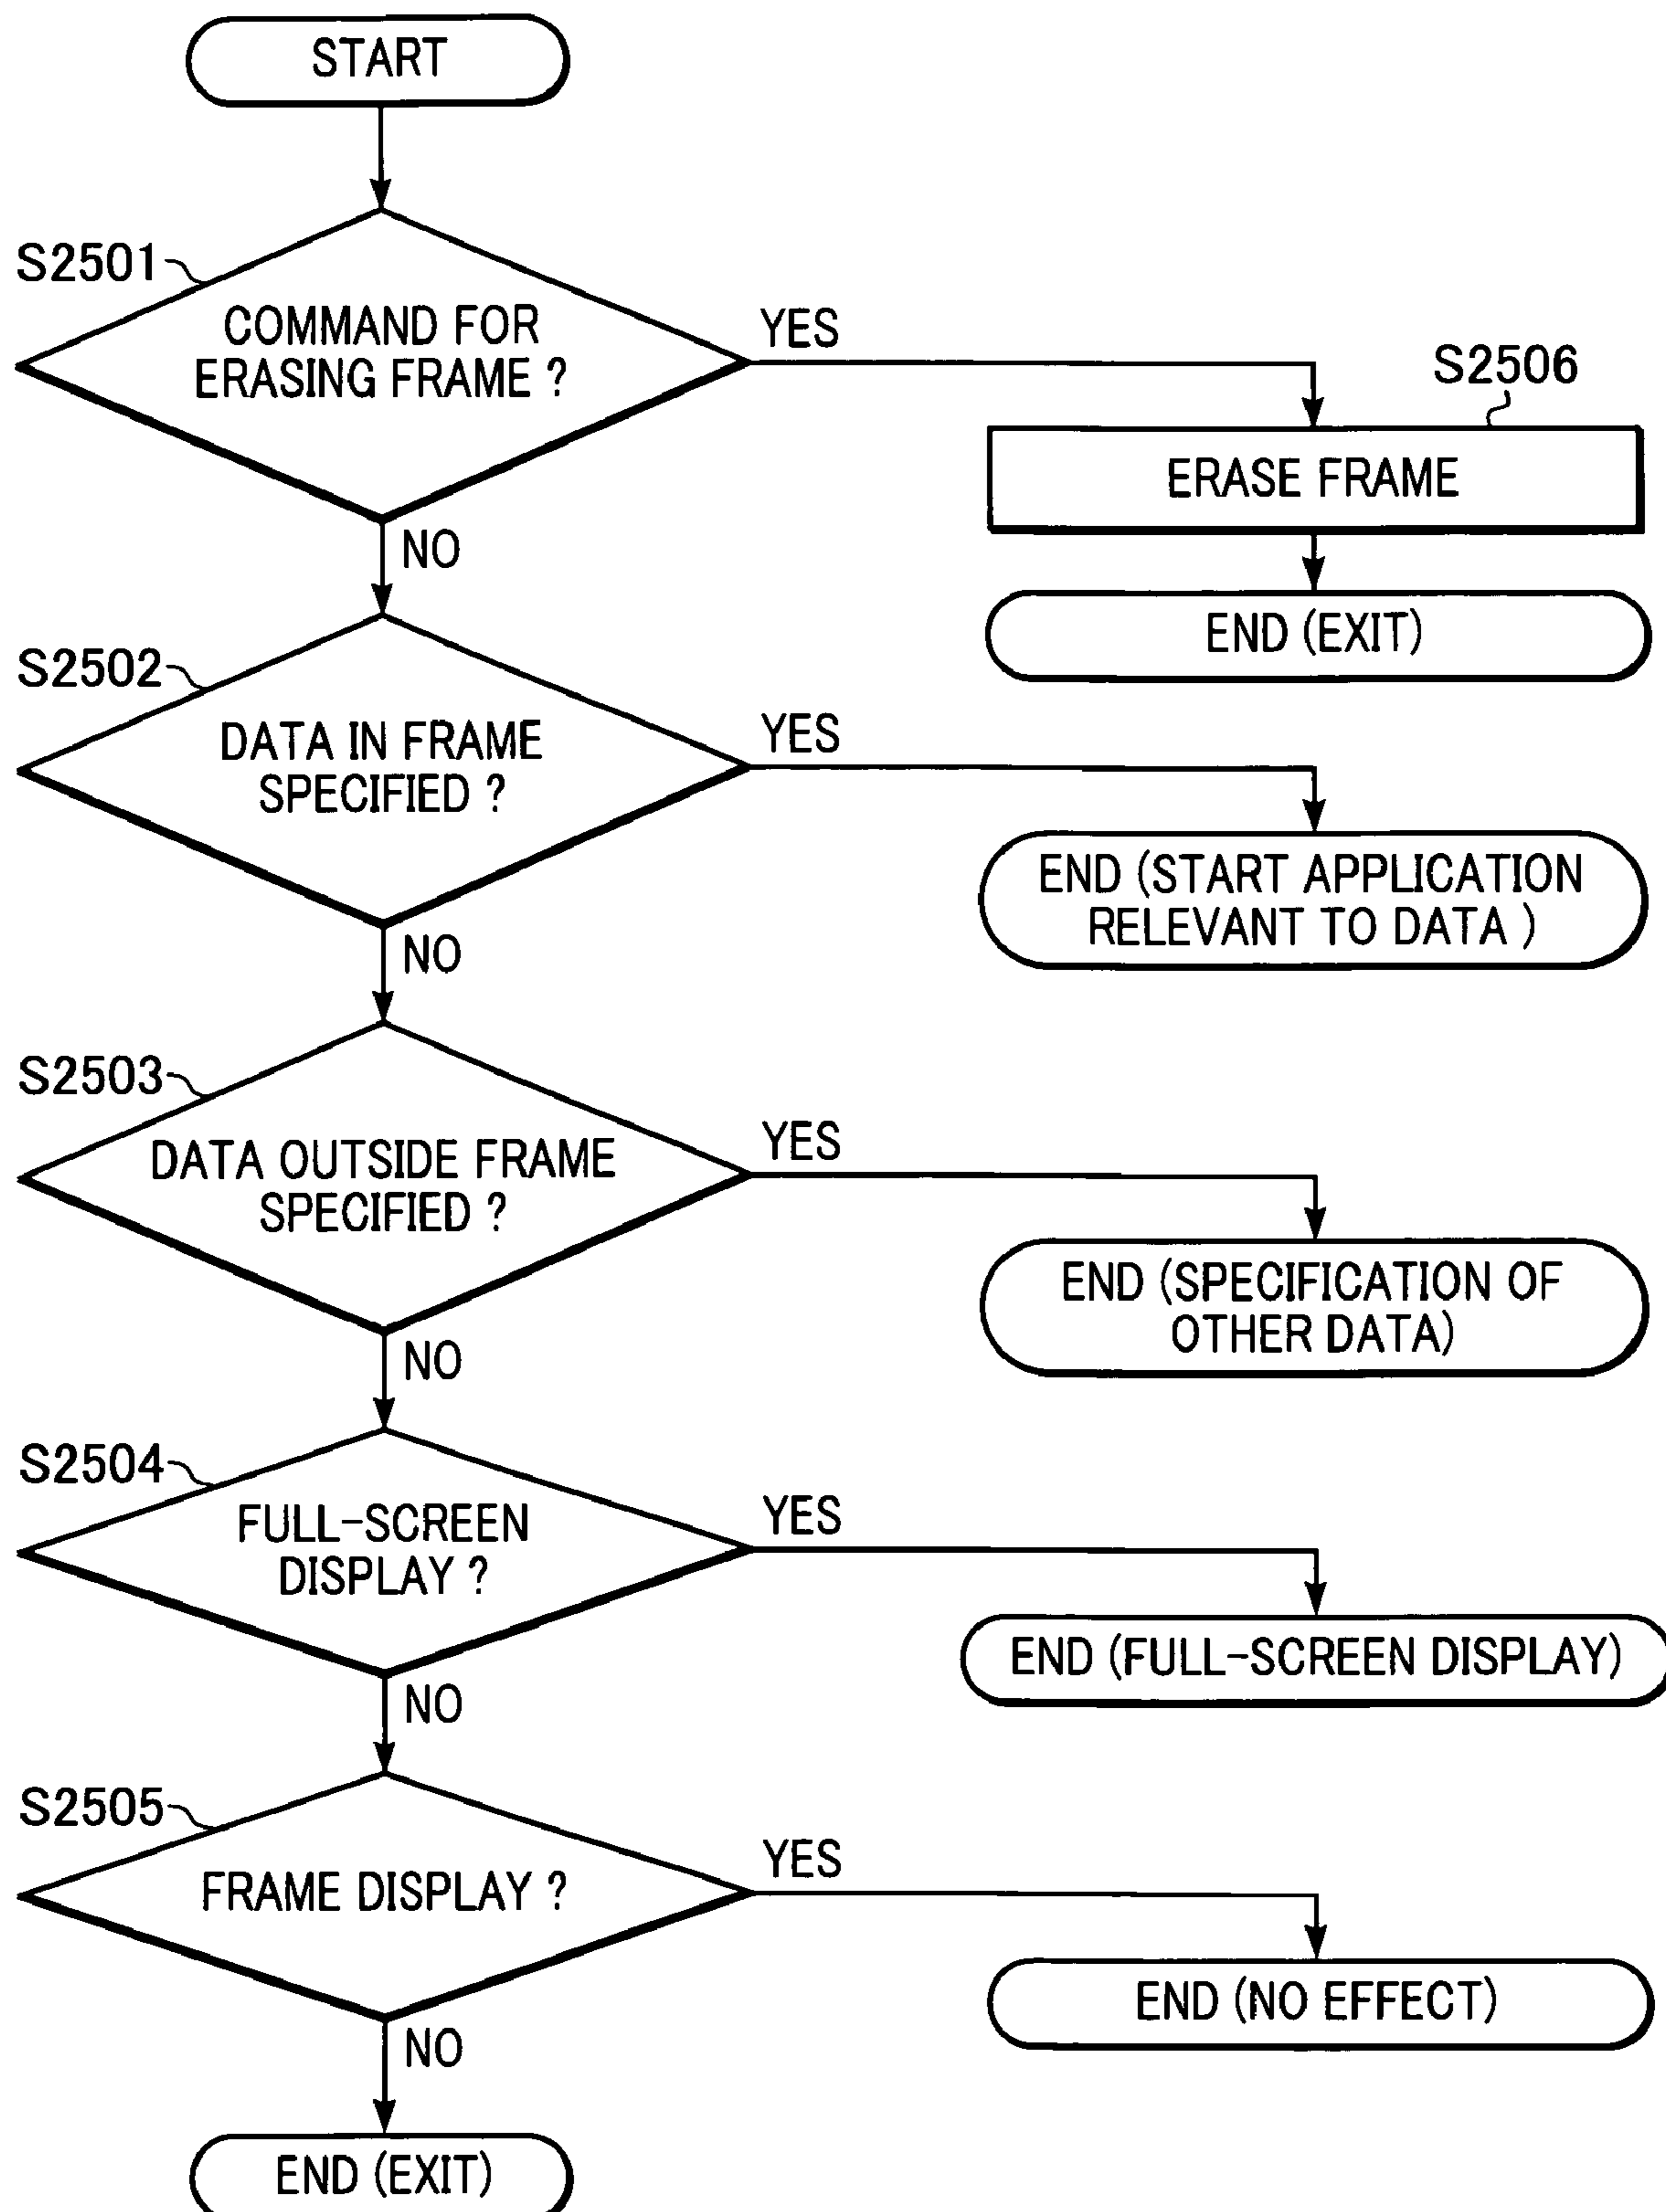 START
S2501
COMMAND FOR
ERASING FRAME ?
YES
S2506
ERASE FRAME
END (EXIT)
NO
S2502
DATA IN FRAME
SPECIFIED ?
YES
END (START APPLICATION
RELEVANT TO DATA )
NO
S2503
DATA OUTSIDE FRAME
SPECIFIED ?
YES
END (SPECIFICATION OF
OTHER DATA)
NO
S2504
FULL-SCREEN
DISPLAY ?
YES
END (FULL-SCREEN DISPLAY)
NO
S2505
FRAME DISPLAY ?
YES
END (NO EFFECT)
NO
END (EXIT)